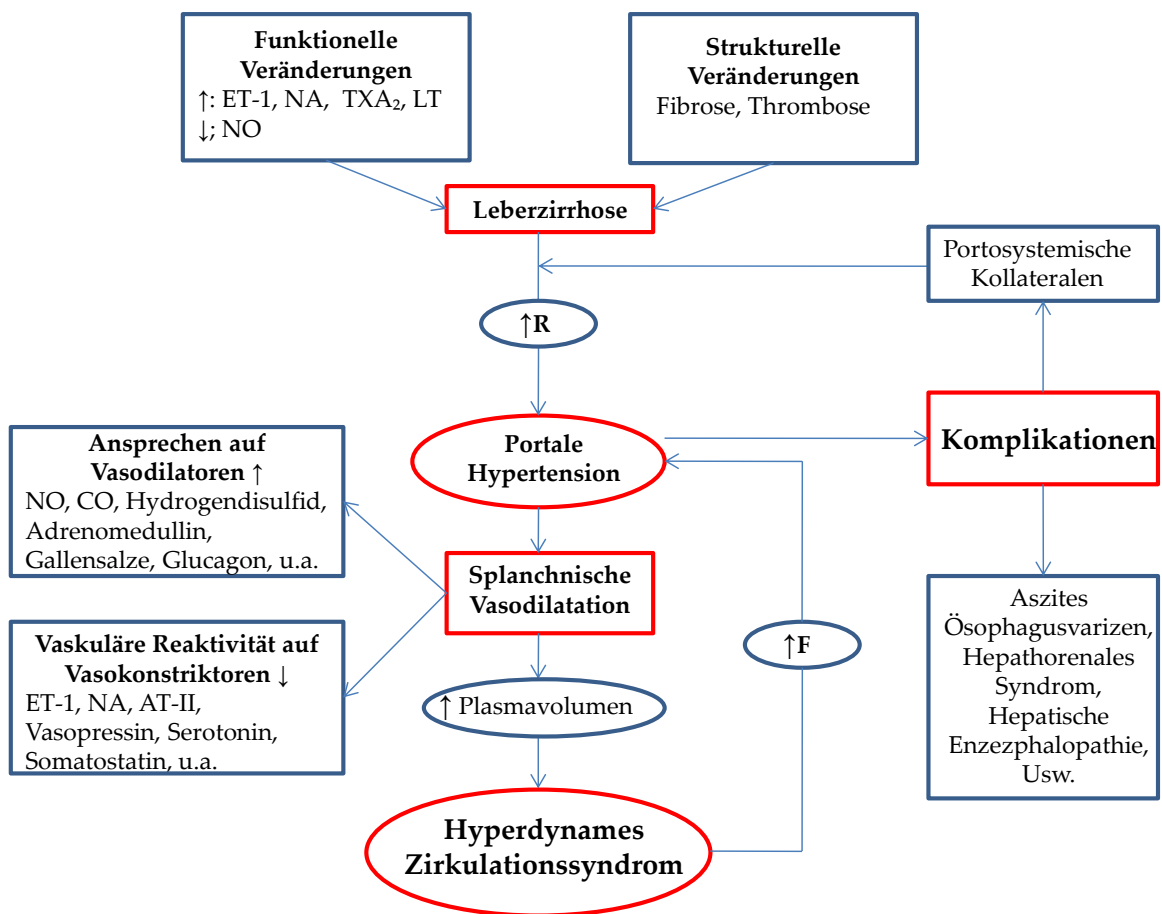 Funktionelle
Veränderungen
↑: ET-1, NA, TXA₂, LT
↓; NO
Strukturelle
Veränderungen
Fibrose, Thrombose
Leberzirrhose
Portosystemische
Kollateralen
↑R
Portale
Hypertension
Komplikationen
Ansprechen auf
Vasodilatoren ↑
NO, CO, Hydrogendisulfid,
Adrenomedullin,
Gallensalze, Glucagon, u.a.
Splanchnische
Vasodilatation
↑F
Vaskuläre Reaktivität auf
Vasokonstriktoren ↓
ET-1, NA, AT-II,
Vasopressin, Serotonin,
Somatostatin, u.a.
↑ Plasmavolumen
Aszites
Ösophagusvarizen,
Hepathorenales
Syndrom,
Hepatische
Enzezphalopathie,
Usw.
Hyperdynames
Zirkulationssyndrom